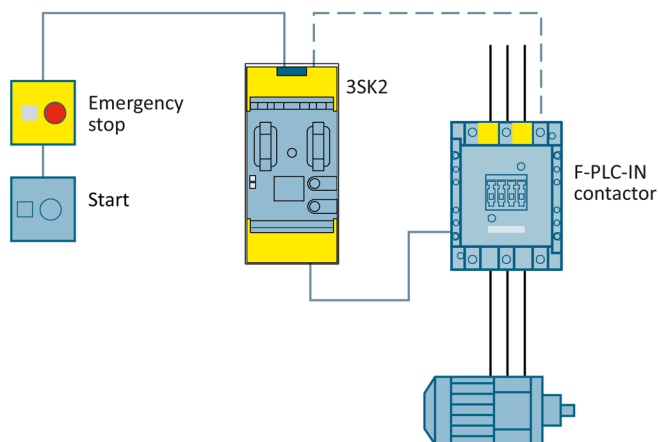 3SK2
Emergency
stop
Start
F-PLC-IN
contactor